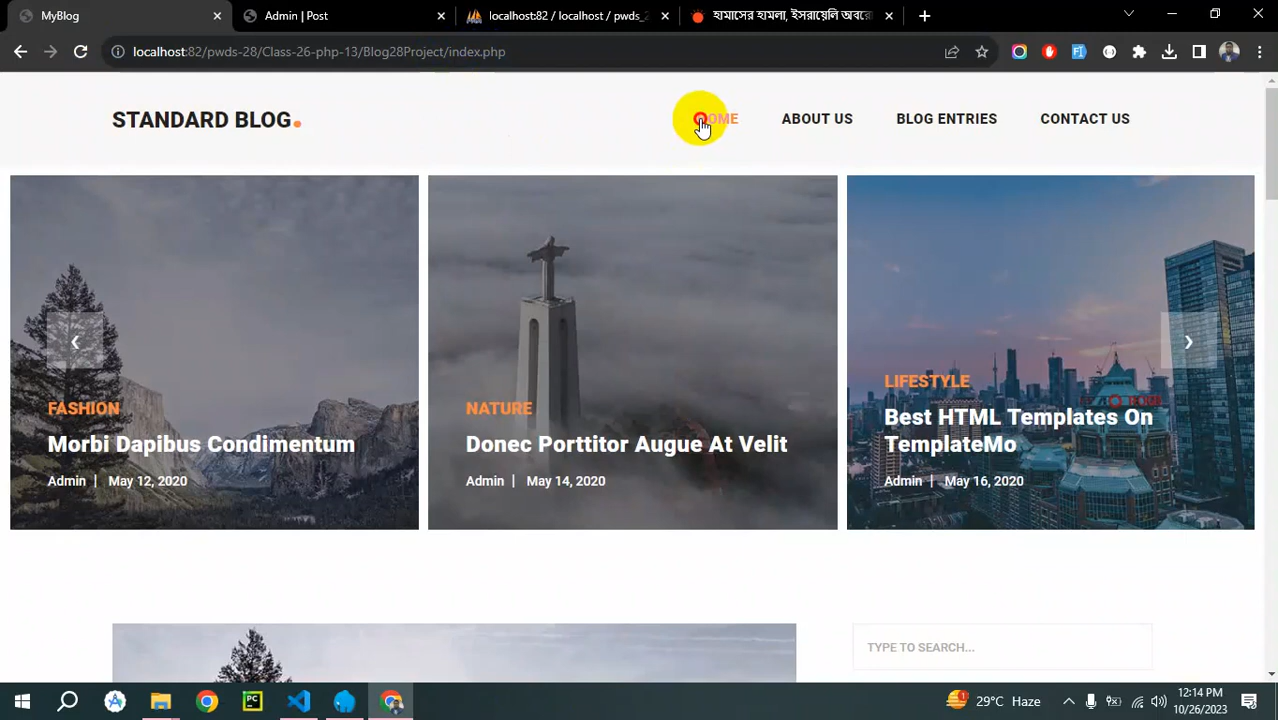 MyBlog
Admin | Post
localhost:82 / localhost / pwds_2
হামাসের হামলা, ইসরায়েলি অবরো
localhost:82/pwds-28/Class-26-php-13/Blog28Project/index.php
STANDARD BLOG.
HOME
ABOUT US
BLOG ENTRIES
CONTACT US
FASHION
Morbi Dapibus Condimentum
Admin | May 12, 2020
NATURE
Donec Porttitor Augue At Velit
Admin | May 14, 2020
LIFESTYLE
Best HTML Templates On
TemplateMo
Admin | May 16, 2020
TYPE TO SEARCH...
29°C Haze
12:14 PM
10/26/2023